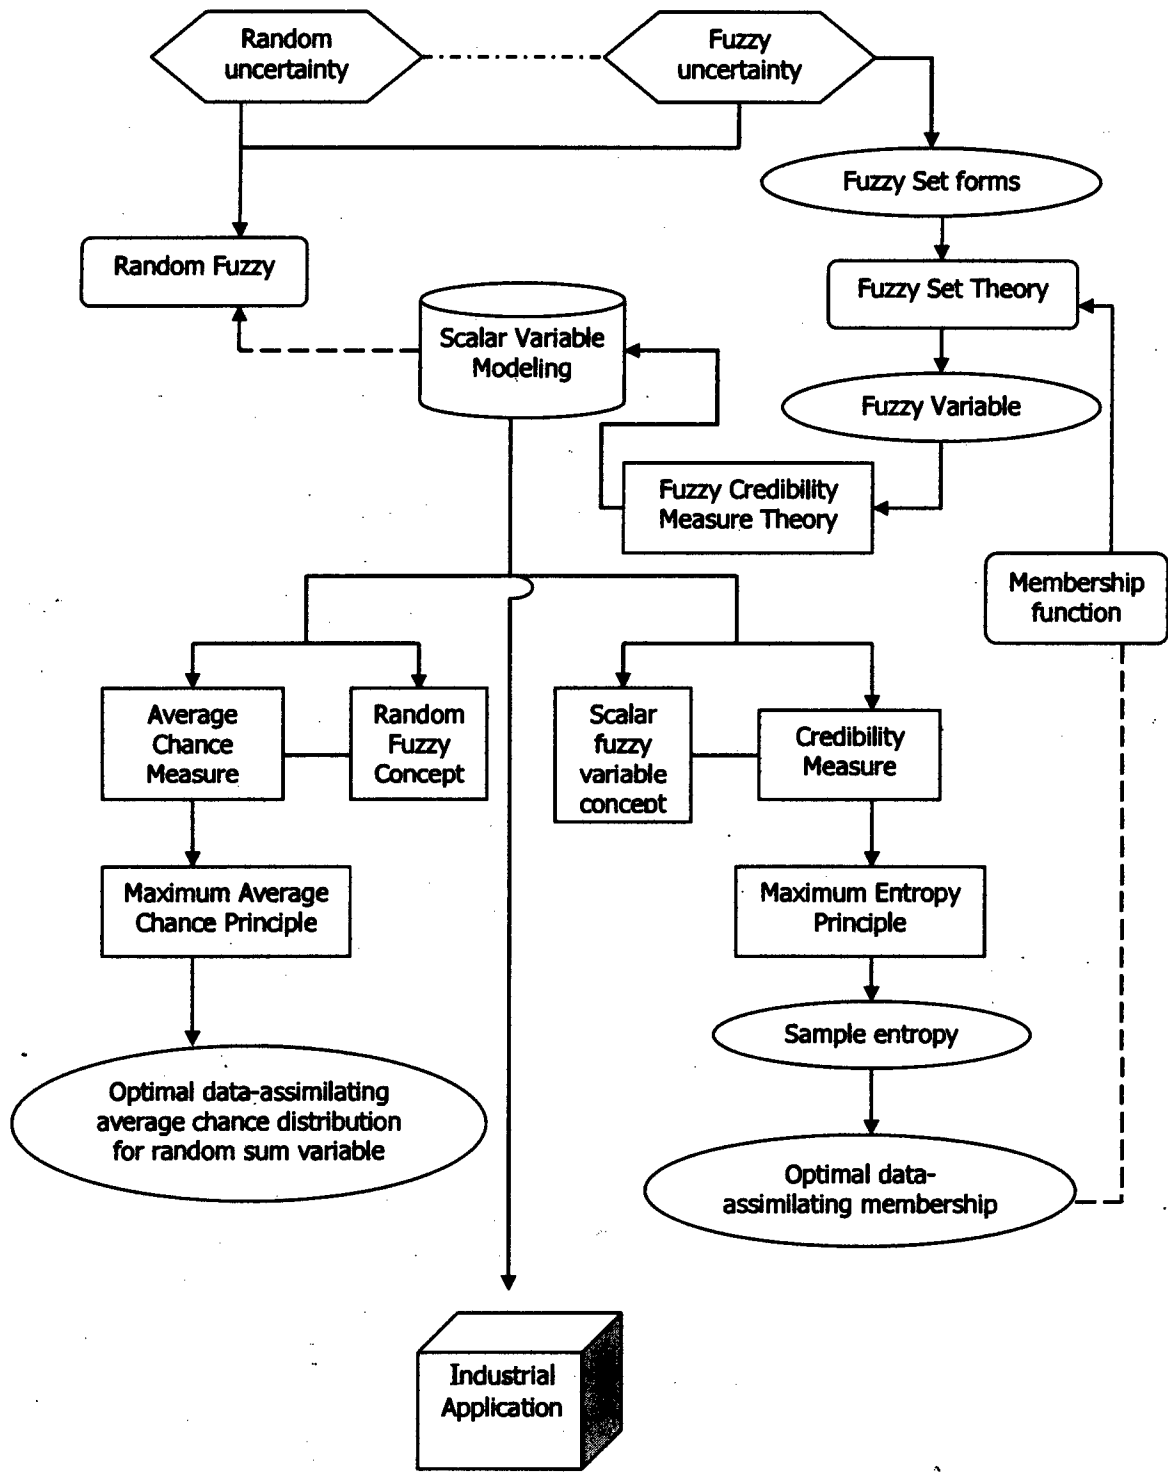 Random
uncertainty
Fuzzy
uncertainty
Fuzzy Set forms
Random Fuzzy
Fuzzy Set Theory
Scalar Variable
Modeling
Fuzzy Variable
Fuzzy Credibility
Measure Theory
Membership
function
Average
Chance
Measure
Random
Fuzzy
Concept
Scalar
fuzzy
variable
concept
Credibility
Measure
Maximum Average
Chance Principle
Maximum Entropy
Principle
Sample entropy
Optimal data-assimilating
average chance distribution
for random sum variable
Optimal data-
assimilating membership
Industrial
Application